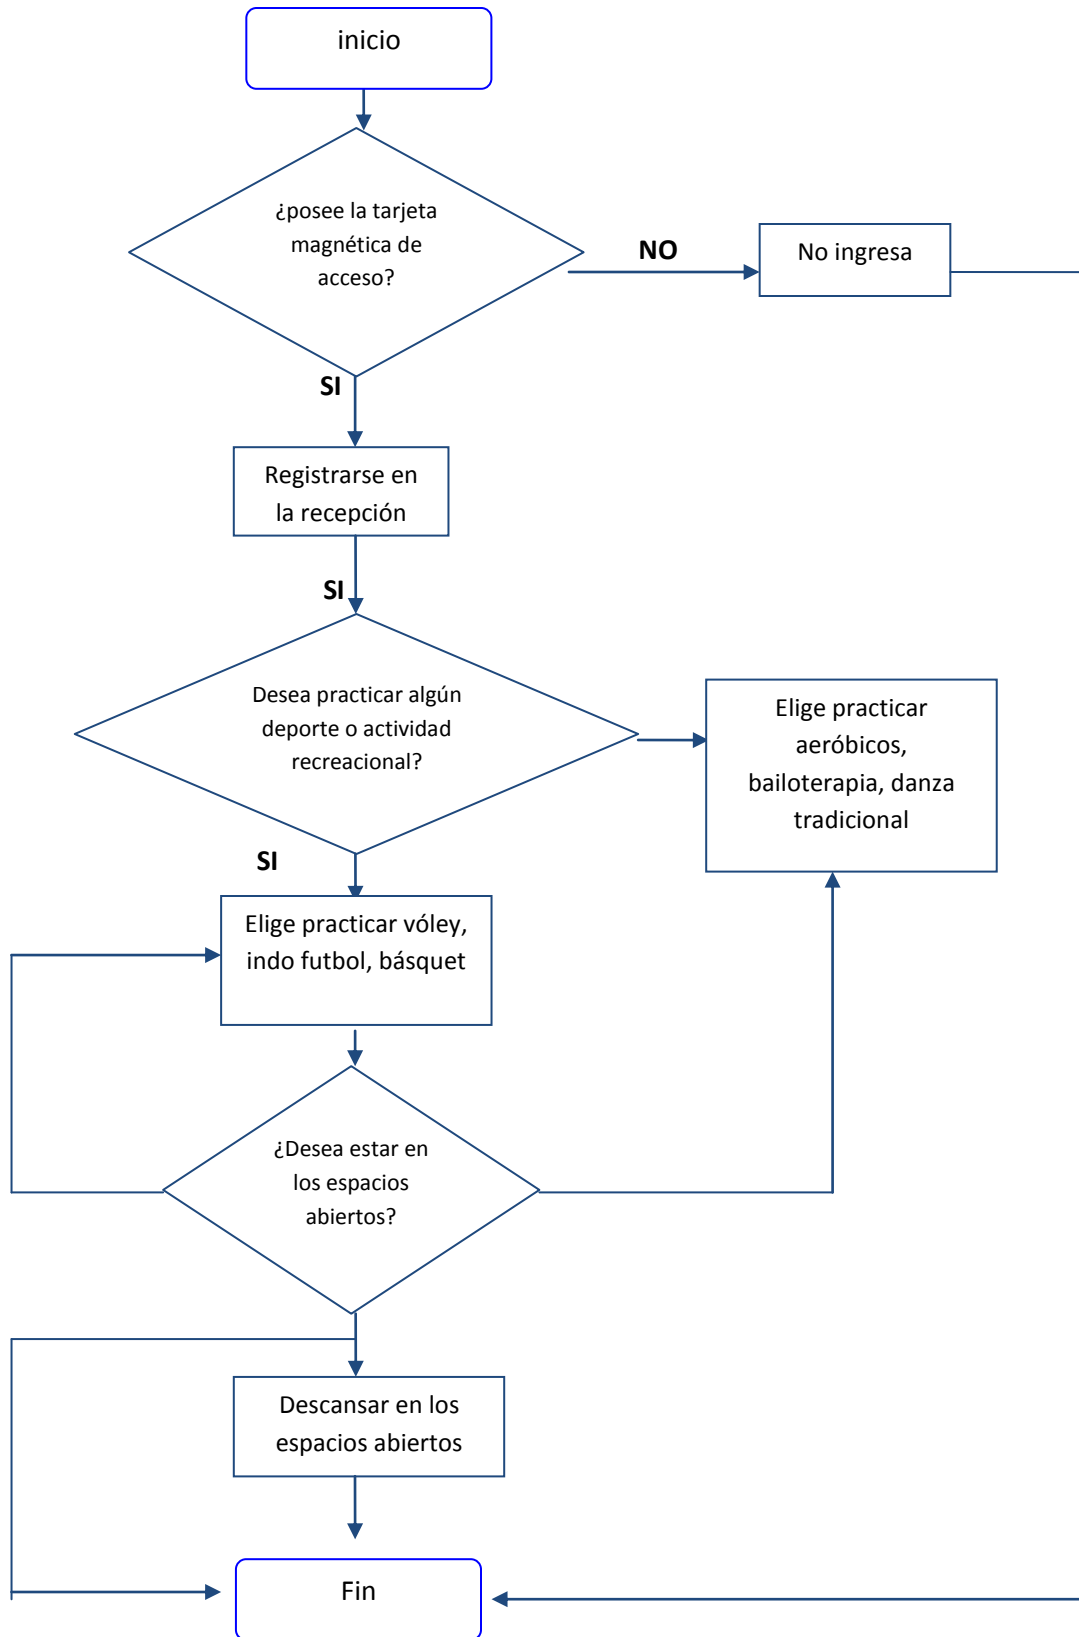 inicio
¿posee la tarjeta
magnética de
acceso?
NO
No ingresa
SI
Registrarse en
la recepción
SI
Desea practicar algún
deporte o actividad
recreacional?
Elige practicar
aeróbicos,
bailoterapia, danza
tradicional
SI
Elige practicar vóley,
indo futbol, básquet
¿Desea estar en
los espacios
abiertos?
Descansar en los
espacios abiertos
Fin